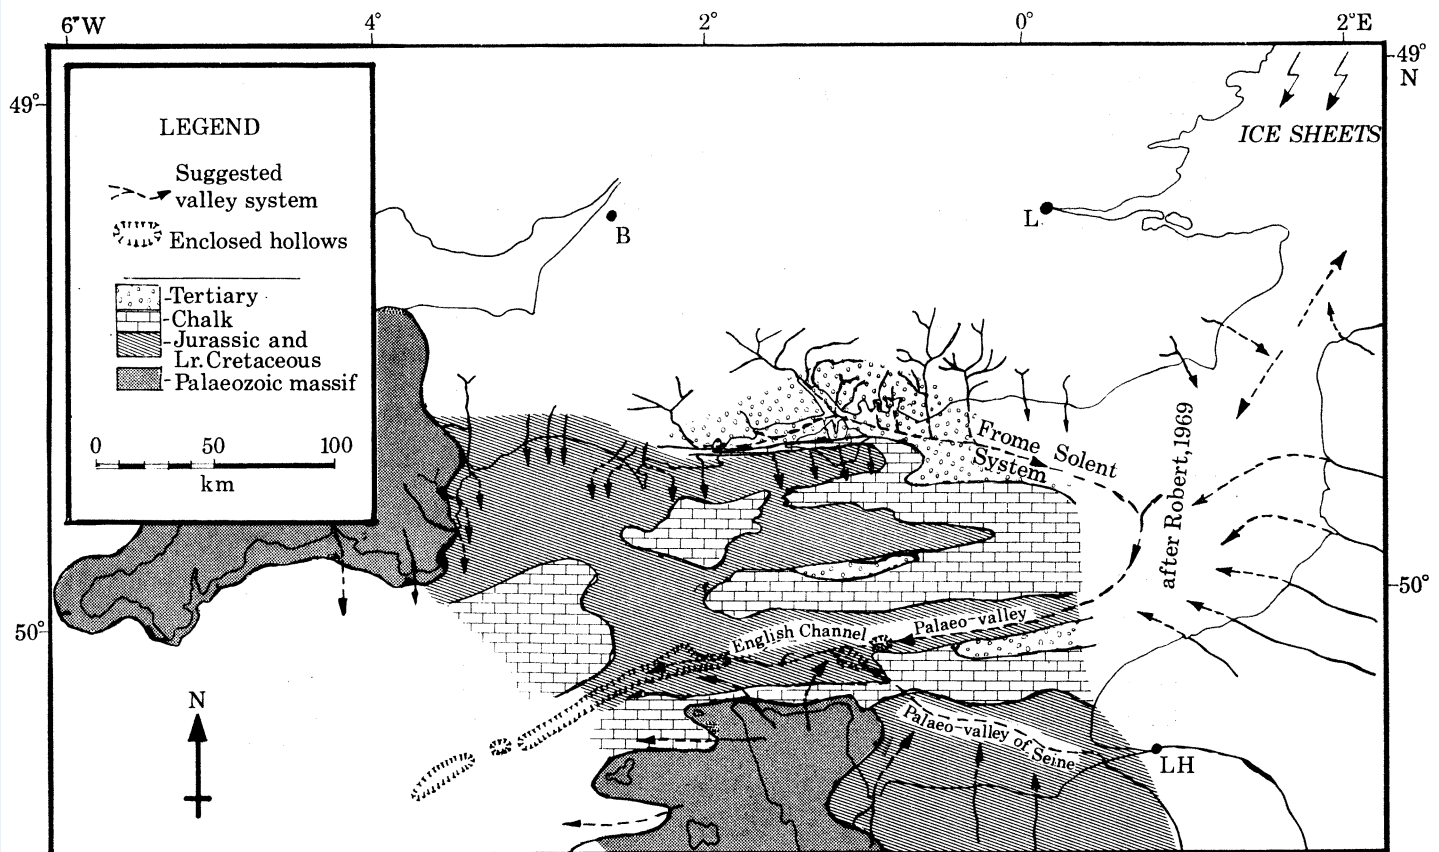 6°W
4°
2°
0°
2°E
49°
49°
N
ICE SHEETS
LEGEND
Suggested
valley system
Enclosed hollows
Tertiary
Chalk
Jurassic and
Lr. Cretaceous
Palaeozoic massif
0 50 100
km
B
L
Frome Solent
System
after Robert, 1969
50°
50°
English Channel
Palaeo-valley
Palaeo-valley of Seine
N
LH